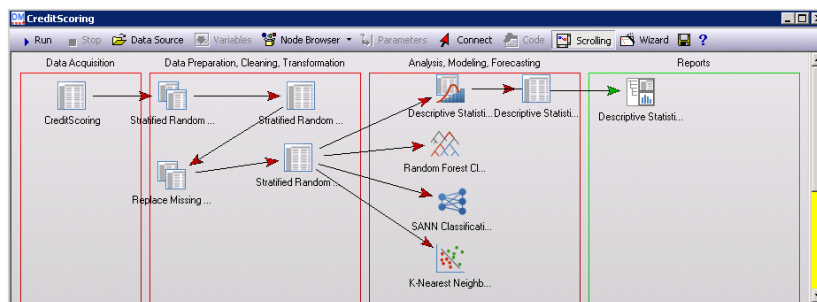 DM CreditScoring
Run Stop Data Source Variables Node Browser Parameters Connect Code Scrolling Wizard ?
Data Acquisition Data Preparation, Cleaning, Transformation Analysis, Modeling, Forecasting Reports
CreditScoring Stratified Random ... Stratified Random ... Descriptive Statisti... Descriptive Statisti... Descriptive Statisti...
Random Forest Cl...
Replace Missing ... Stratified Random ...
SANN Classificati...
K-Nearest Neighb...